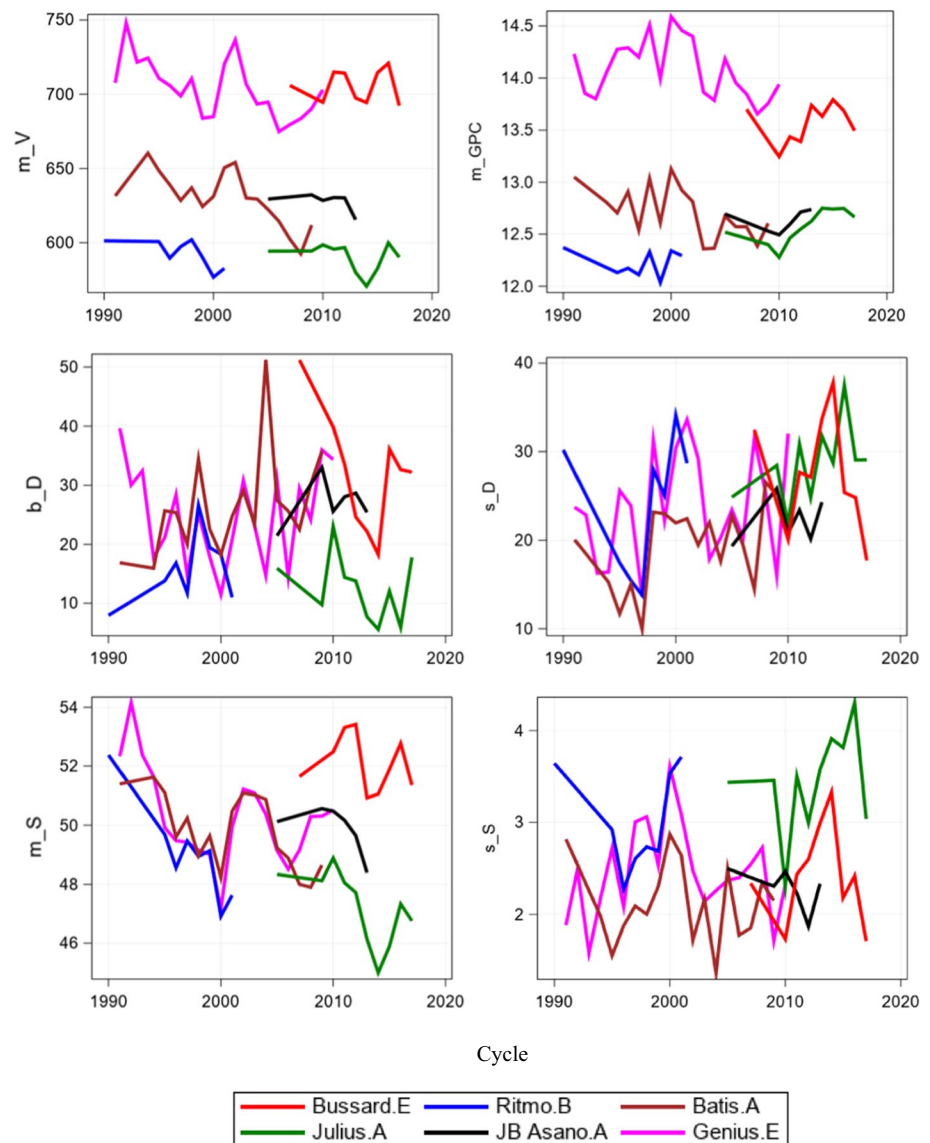 m_V
750
700
650
600
1990 2000 2010 2020
m_GPC
14.5
14.0
13.5
13.0
12.5
12.0
1990 2000 2010 2020
b_D
50
40
30
20
10
1990 2000 2010 2020
s_D
40
30
20
10
1990 2000 2010 2020
m_S
54
52
50
48
46
1990 2000 2010 2020
s_S
4
3
2
1990 2000 2010 2020
Cycle
Bussard.E Ritmo.B Batis.A
Julius.A JB Asano.A Genius.E